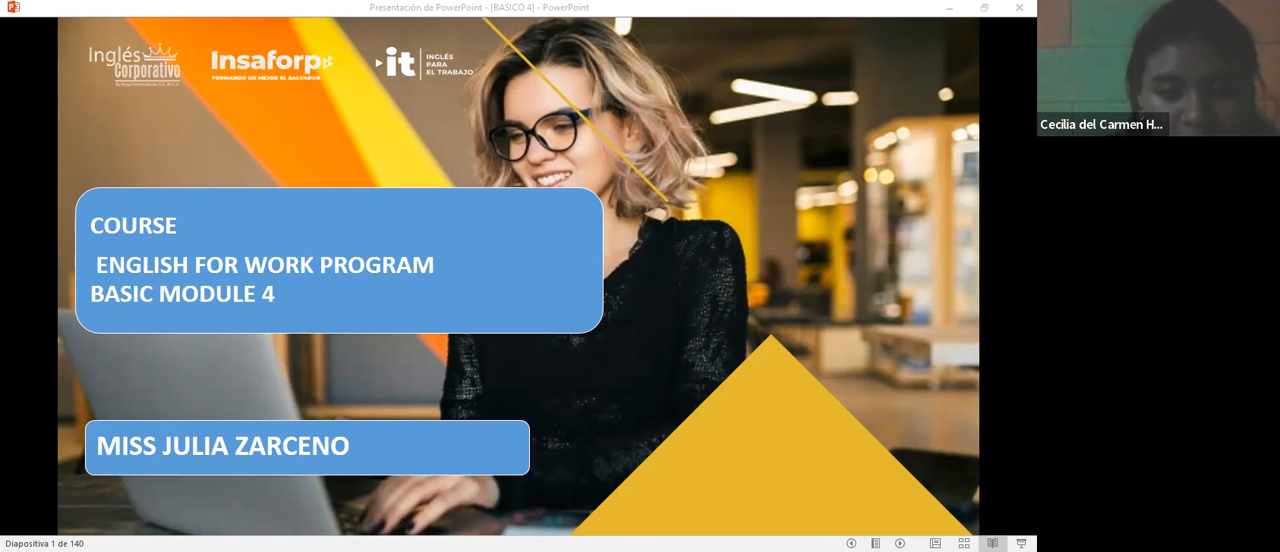 Presentación de PowerPoint - [BASICO 4] - PowerPoint
Inglés
Corporativo
Insaforp
FORMANDO UN MEJOR EL SALVADOR
it
INGLÉS
PARA
EL TRABAJO
COURSE
ENGLISH FOR WORK PROGRAM
BASIC MODULE 4
MISS JULIA ZARCENO
Cecilia del Carmen H...
Diapositiva 1 de 140